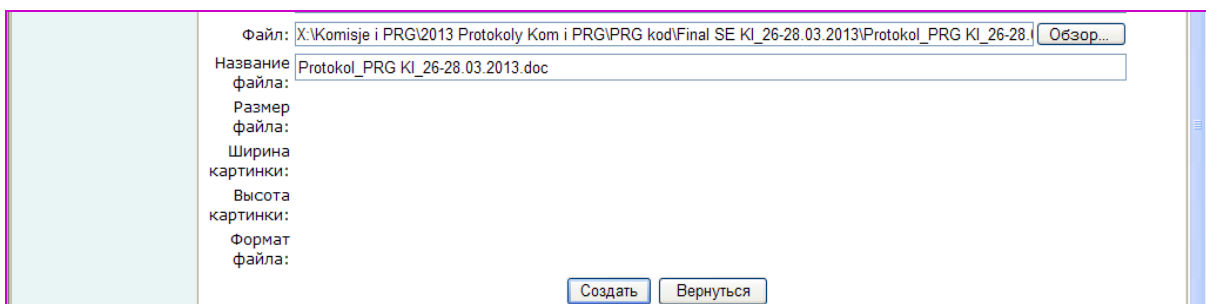 Файл: X:\Komisje i PRG\2013 Protokoly Kom i PRG\PRG kod\Final SE KI_26-28.03.2013\Protokol_PRG KI_26-28.0 Обзор...
Название файла: Protokol_PRG KI_26-28.03.2013.doc
Размер
файла:
Ширина
картинки:
Высота
картинки:
Формат
файла:
Создать Вернуться